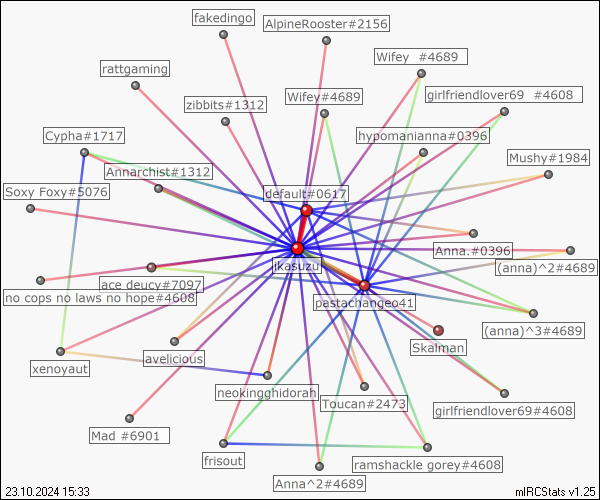 fakedingo
AlpineRooster#2156
Wifey #4689
rattgaming
girlfriendlover69 #4608
zibbits#1312
Wifey#4689
Cypha#1717
hypomanianna#0396
Mushy#1984
Annarchist#1312
Soxy Foxy#5076
default#0617
Anna.#0396
jkasuzu
(anna)^2#4689
ace deucy#7097
no cops no laws no hope#4608
pastachangeo41
(anna)^3#4689
Skalman
avelicious
xenoyaut
neokingghidorah
Toucan#2473
girlfriendlover69#4608
Mad #6901
frisout
ramshackle gorey#4608
Anna^2#4689
23.10.2024 15:33
mIRCStats v1.25